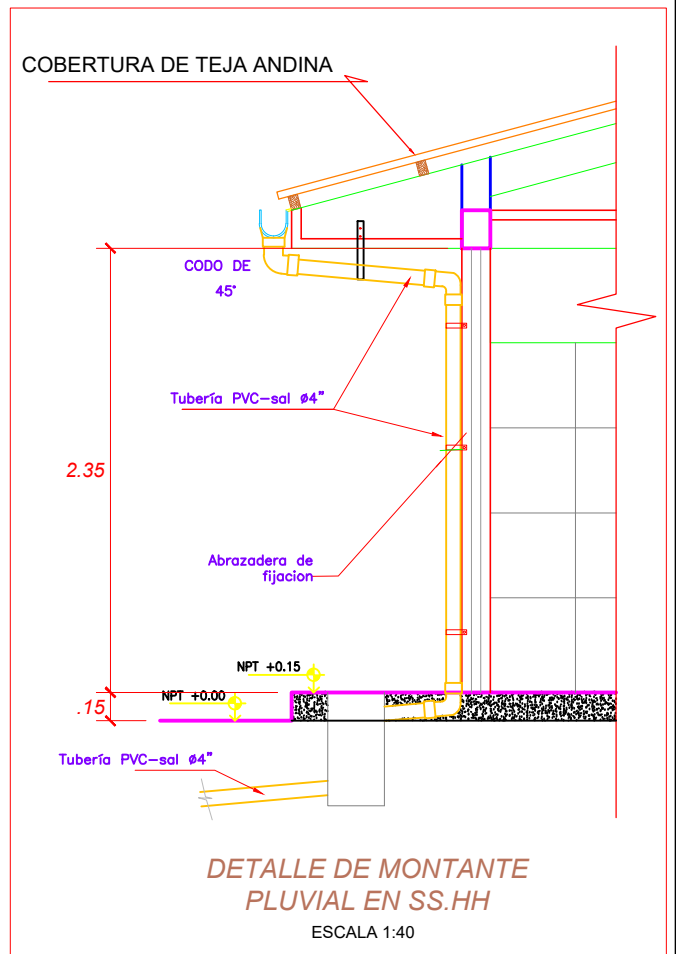 COBERTURA DE TEJA ANDINA
CODO DE
45°
Tubería PVC-sal ø4"
2.35
Abrazadera de
fijacion
NPT +0.15
NPT +0.00
.15
Tubería PVC-sal ø4"
DETALLE DE MONTANTE
PLUVIAL EN SS.HH
ESCALA 1:40